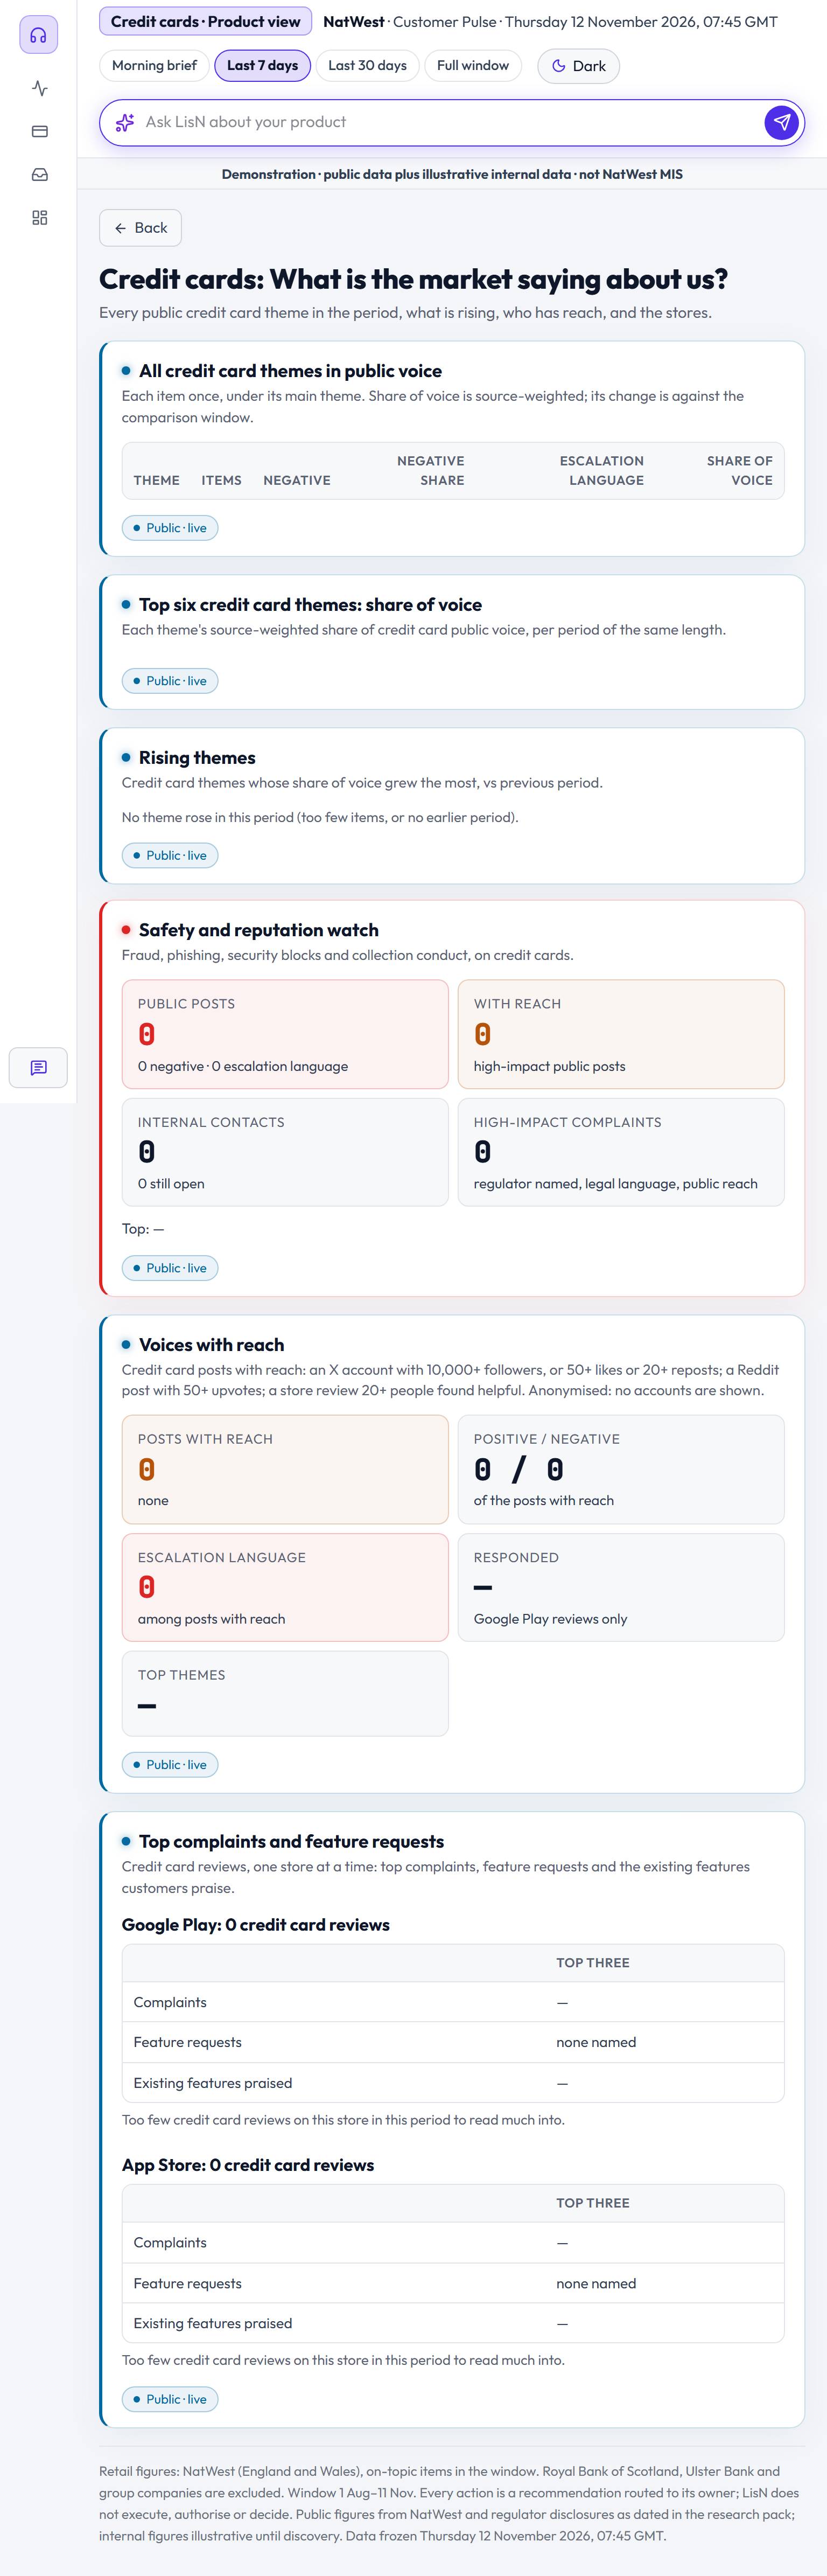 Credit cards · Product view
NatWest · Customer Pulse · Thursday 12 November 2026, 07:45 GMT
Morning brief
Last 7 days
Last 30 days
Full window
Dark
Ask LisN about your product
Demonstration · public data plus illustrative internal data · not NatWest MIS
Back
Credit cards: What is the market saying about us?
Every public credit card theme in the period, what is rising, who has reach, and the stores.
All credit card themes in public voice
Each item once, under its main theme. Share of voice is source-weighted; its change is against the
comparison window.
THEME ITEMS NEGATIVE NEGATIVE SHARE ESCALATION LANGUAGE SHARE OF VOICE
Public · live
Top six credit card themes: share of voice
Each theme's source-weighted share of credit card public voice, per period of the same length.
Public · live
Rising themes
Credit card themes whose share of voice grew the most, vs previous period.
No theme rose in this period (too few items, or no earlier period).
Public · live
Safety and reputation watch
Fraud, phishing, security blocks and collection conduct, on credit cards.
PUBLIC POSTS
0
0 negative · 0 escalation language
WITH REACH
0
high-impact public posts
INTERNAL CONTACTS
0
0 still open
HIGH-IMPACT COMPLAINTS
0
regulator named, legal language, public reach
Top: —
Public · live
Voices with reach
Credit card posts with reach: an X account with 10,000+ followers, or 50+ likes or 20+ reposts; a Reddit
post with 50+ upvotes; a store review 20+ people found helpful. Anonymised: no accounts are shown.
POSTS WITH REACH
0
none
POSITIVE / NEGATIVE
0 / 0
of the posts with reach
ESCALATION LANGUAGE
0
among posts with reach
RESPONDED
—
Google Play reviews only
TOP THEMES
—
Public · live
Top complaints and feature requests
Credit card reviews, one store at a time: top complaints, feature requests and the existing features
customers praise.
Google Play: 0 credit card reviews
TOP THREE
Complaints —
Feature requests none named
Existing features praised —
Too few credit card reviews on this store in this period to read much into.
App Store: 0 credit card reviews
TOP THREE
Complaints —
Feature requests none named
Existing features praised —
Too few credit card reviews on this store in this period to read much into.
Public · live
Retail figures: NatWest (England and Wales), on-topic items in the window. Royal Bank of Scotland, Ulster Bank and
group companies are excluded. Window 1 Aug–11 Nov. Every action is a recommendation routed to its owner; LisN does
not execute, authorise or decide. Public figures from NatWest and regulator disclosures as dated in the research pack;
internal figures illustrative until discovery. Data frozen Thursday 12 November 2026, 07:45 GMT.